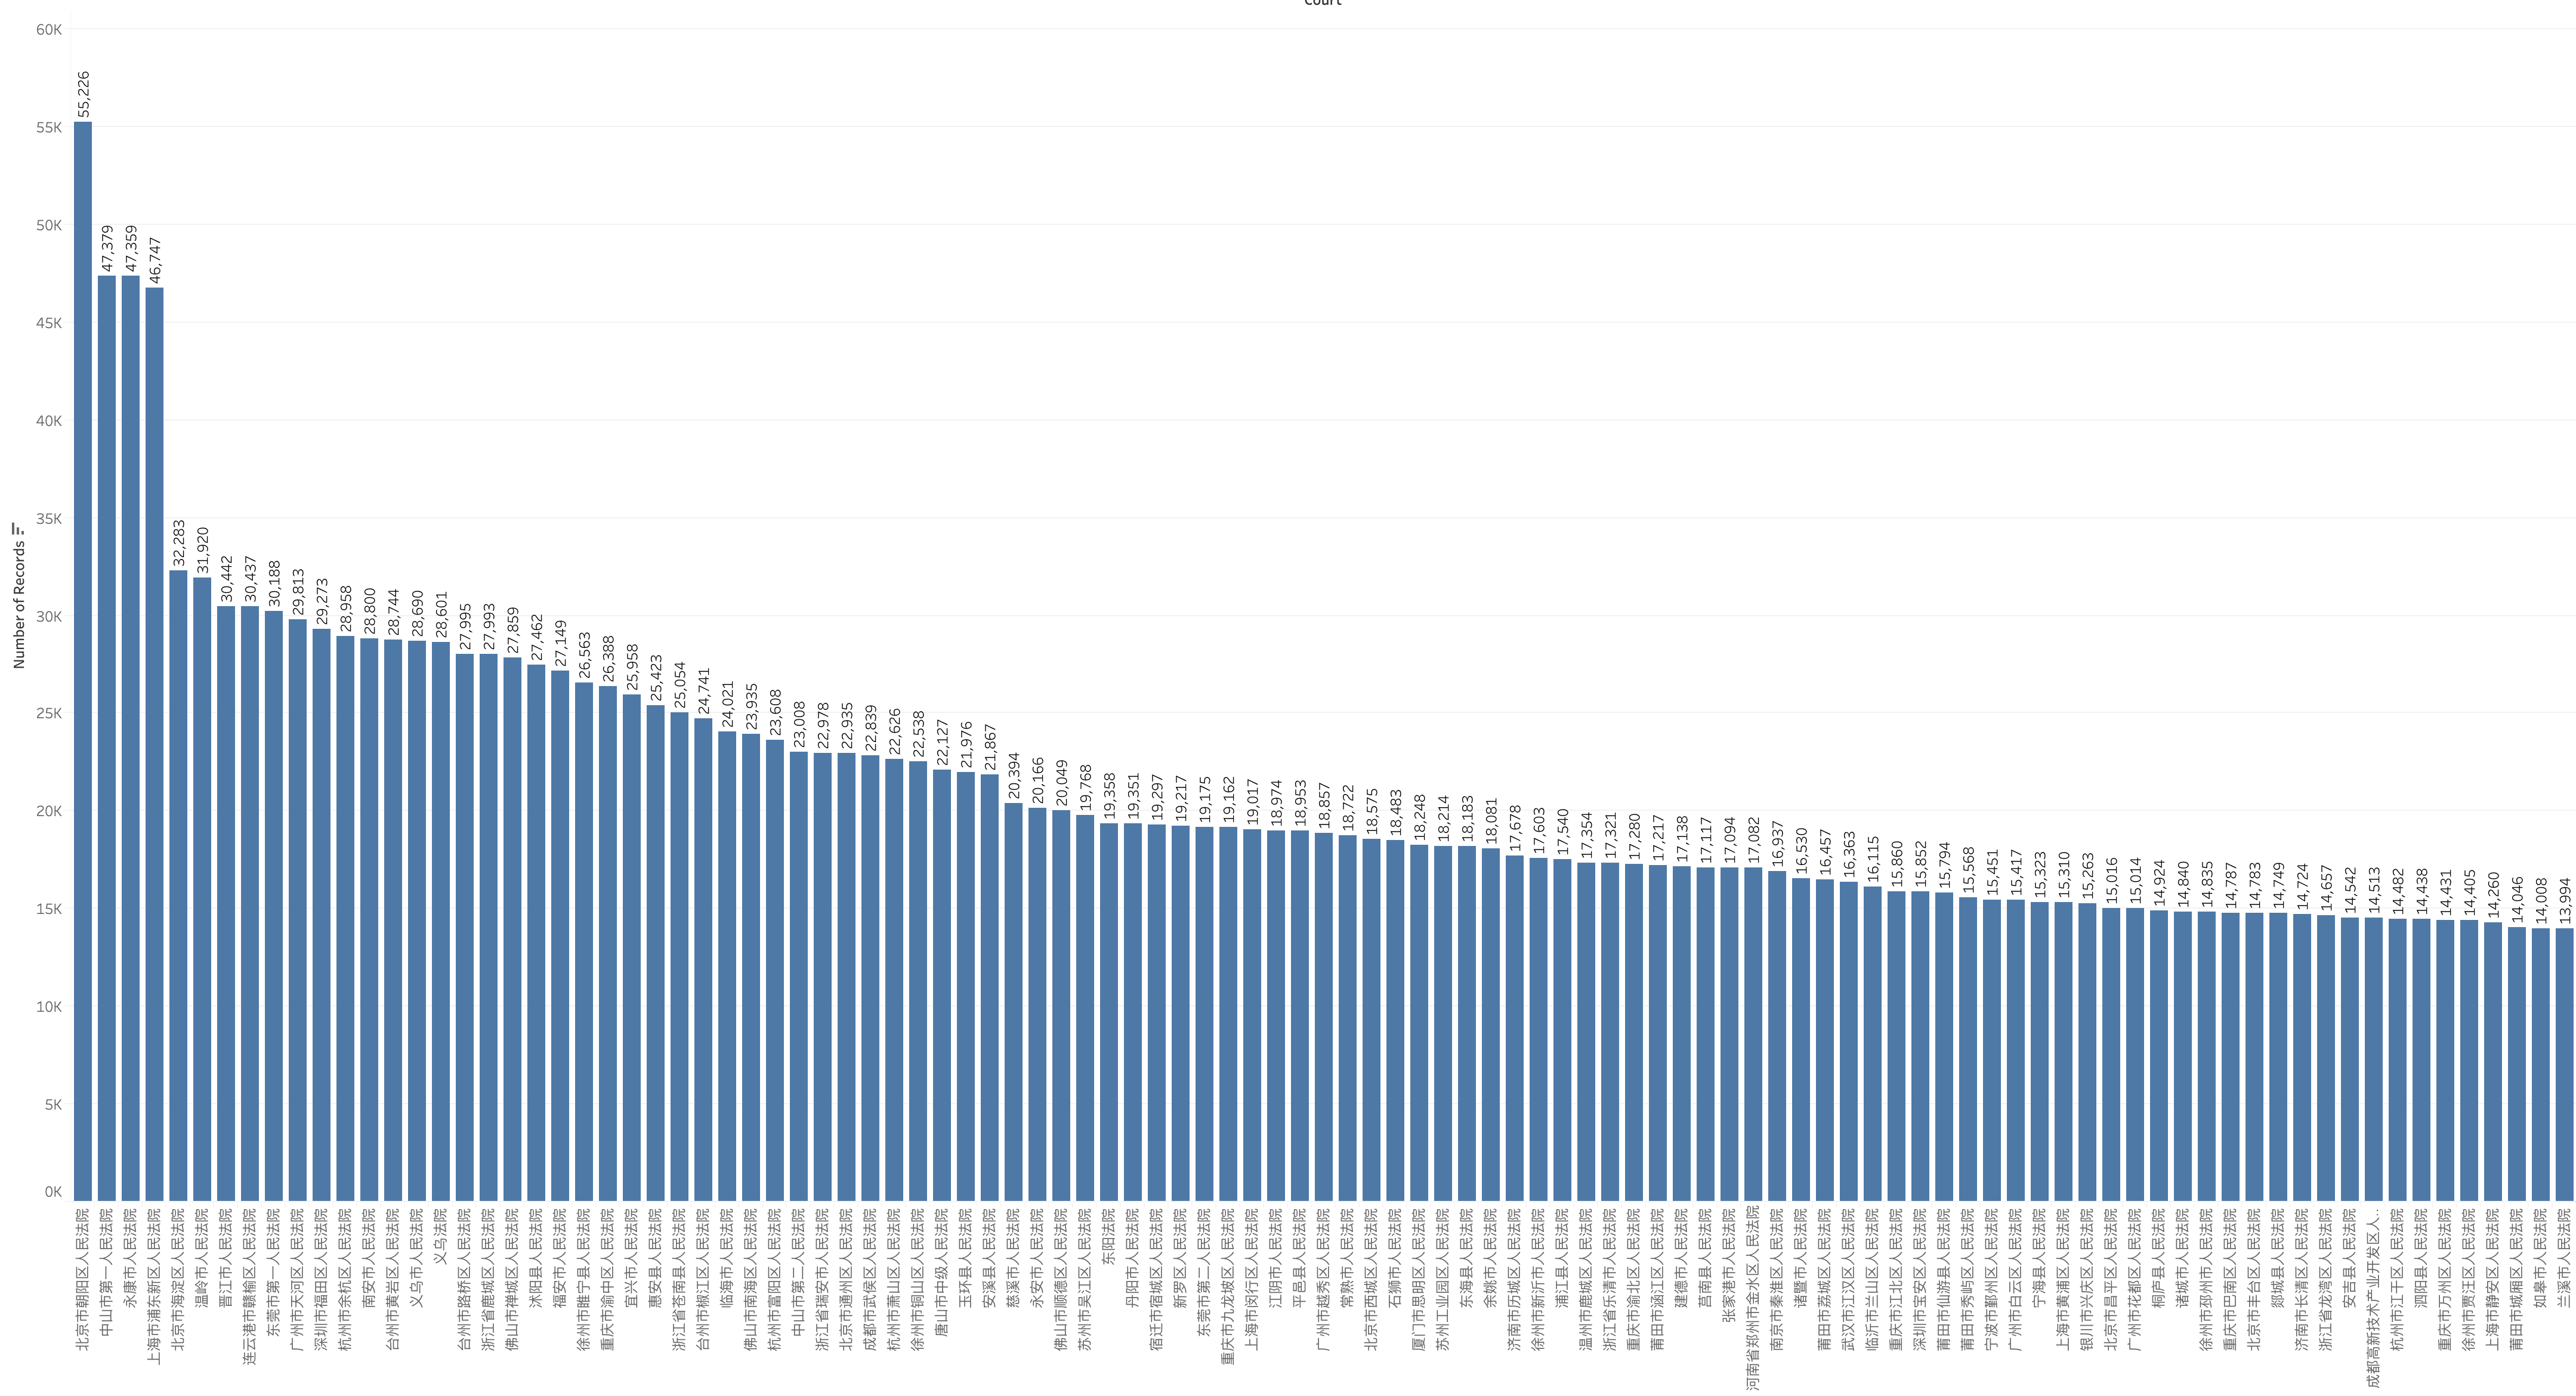 Court
60K
55K
50K
45K
40K
35K
30K
25K
20K
15K
10K
5K
0K
Number of Records
55,226
47,379
47,359
46,747
32,283
31,920
30,442
30,437
30,188
29,813
29,273
28,958
28,800
28,744
28,690
28,601
27,995
27,993
27,859
27,462
27,149
26,563
26,388
25,958
25,423
25,054
24,741
24,021
23,935
23,608
23,008
22,978
22,935
22,839
22,626
22,538
22,127
21,976
21,867
20,394
20,166
20,049
19,768
19,358
19,351
19,297
19,217
19,175
19,162
19,017
18,974
18,953
18,857
18,722
18,575
18,483
18,248
18,214
18,183
18,081
17,678
17,603
17,540
17,354
17,321
17,280
17,217
17,138
17,117
17,094
17,082
16,937
16,530
16,457
16,363
16,115
15,860
15,852
15,794
15,568
15,451
15,417
15,323
15,310
15,263
15,016
15,014
14,924
14,840
14,835
14,787
14,783
14,749
14,724
14,657
14,542
14,513
14,482
14,438
14,431
14,405
14,260
14,046
14,008
13,994
北京市朝阳区人民法院
中山市第一人民法院
永康市人民法院
上海市浦东新区人民法院
北京市海淀区人民法院
温岭市人民法院
晋江市人民法院
连云港市赣榆区人民法院
东莞市第一人民法院
广州市天河区人民法院
深圳市福田区人民法院
杭州市余杭区人民法院
南安市人民法院
台州市黄岩区人民法院
义乌市人民法院
义乌法院
台州市路桥区人民法院
浙江省鹿城区人民法院
佛山市禅城区人民法院
沭阳县人民法院
福安市人民法院
徐州市睢宁县人民法院
重庆市渝中区人民法院
宜兴市人民法院
惠安县人民法院
浙江省苍南县人民法院
台州市椒江区人民法院
临海市人民法院
佛山市南海区人民法院
杭州市富阳区人民法院
中山市第二人民法院
浙江省瑞安市人民法院
北京市通州区人民法院
成都市武侯区人民法院
杭州市萧山区人民法院
徐州市铜山区人民法院
唐山市中级人民法院
玉环县人民法院
安溪县人民法院
慈溪市人民法院
永安市人民法院
佛山市顺德区人民法院
苏州市吴江区人民法院
东阳法院
丹阳市人民法院
宿迁市宿城区人民法院
新罗区人民法院
东莞市第二人民法院
重庆市九龙坡区人民法院
上海市闵行区人民法院
江阴市人民法院
平邑县人民法院
广州市越秀区人民法院
常熟市人民法院
北京市西城区人民法院
石狮市人民法院
厦门市思明区人民法院
苏州工业园区人民法院
东海县人民法院
余姚市人民法院
济南市历城区人民法院
徐州市新沂市人民法院
浦江县人民法院
温州市鹿城区人民法院
浙江省乐清市人民法院
重庆市渝北区人民法院
莆田市涵江区人民法院
建德市人民法院
莒南县人民法院
张家港市人民法院
河南省郑州市金水区人民法院
南京市秦淮区人民法院
诸暨市人民法院
莆田市荔城区人民法院
武汉市江汉区人民法院
临沂市兰山区人民法院
重庆市江北区人民法院
深圳市宝安区人民法院
莆田市仙游县人民法院
莆田市秀屿区人民法院
宁波市鄞州区人民法院
广州市白云区人民法院
宁海县人民法院
上海市黄浦区人民法院
银川市兴庆区人民法院
北京市昌平区人民法院
广州市花都区人民法院
桐庐县人民法院
诸城市人民法院
徐州市邳州市人民法院
重庆市巴南区人民法院
北京市丰台区人民法院
郯城县人民法院
济南市长清区人民法院
浙江省龙湾区人民法院
安吉县人民法院
成都高新技术产业开发区人..
杭州市江干区人民法院
泗阳县人民法院
重庆市万州区人民法院
徐州市贾汪区人民法院
上海市静安区人民法院
莆田市城厢区人民法院
如皋市人民法院
兰溪市人民法院